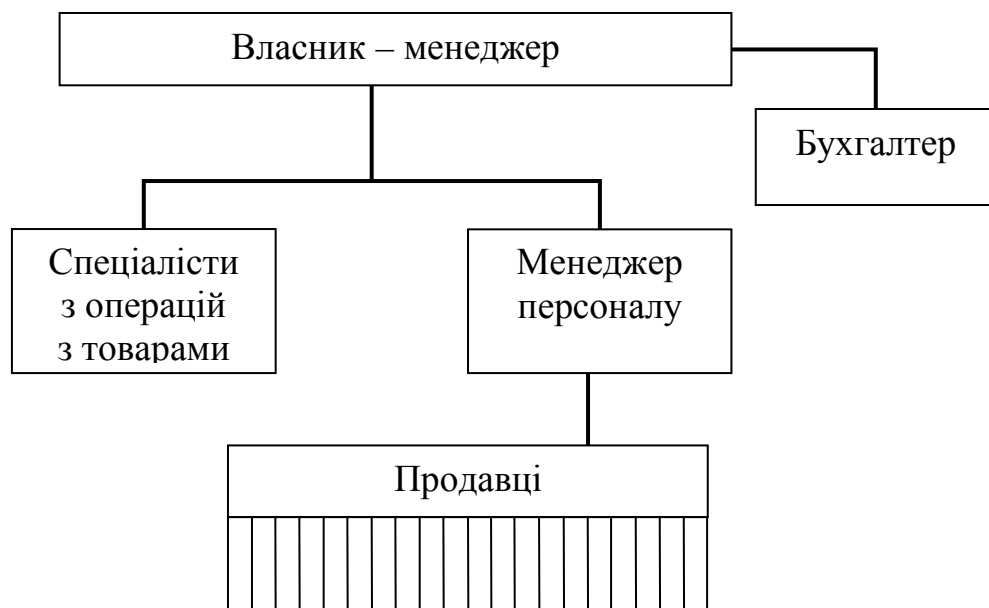 Власник – менеджер
Бухгалтер
Спеціалісти
з операцій
з товарами
Менеджер
персоналу
Продавці